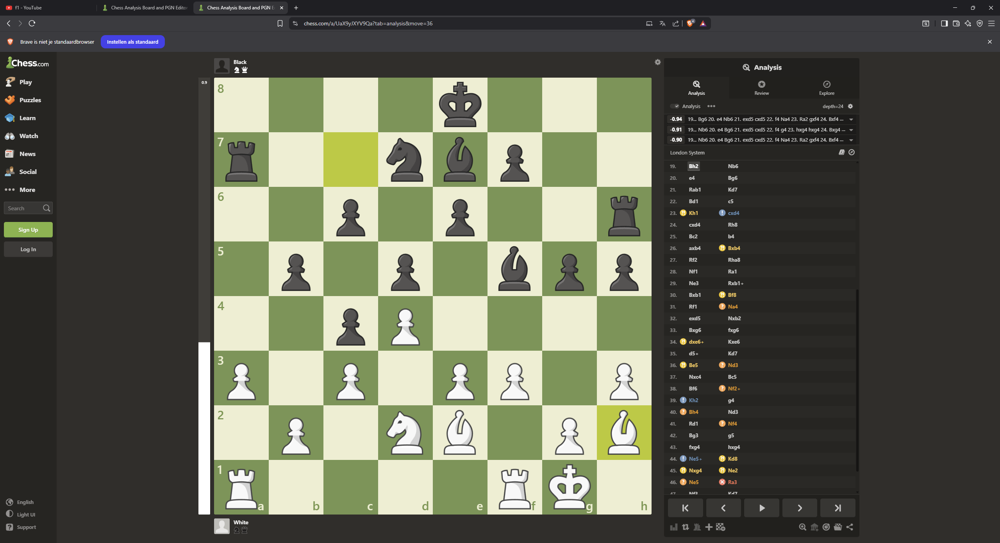 f1 - YouTube
Chess Analysis Board and PGN Editor
Chess Analysis Board and PGN E
chess.com/a/UaX9yJXYV9Qa?tab=analysis&move=36
4
Brave is niet je standaardbrowser
Instellen als standaard
Chess.com
Play
Puzzles
Learn
Watch
News
Social
More
Search
Sign Up
Log In
English
Light UI
Support
Black
0.9
8
7
6
5
4
3
2
1
a b c d e f g h
White
Analysis
Analysis
Review
Explore
Analysis
depth=24
-0.94 19... Bg6 20. e4 Nb6 21. exd5 cxd5 22. f4 Na4 23. Ra2 gxf4 24. Bxf4 ...
-0.91 19... Nb6 20. e4 Bg6 21. exd5 cxd5 22. f4 g4 23. hxg4 hxg4 24. Bxg4 ...
-0.90 19... Nb6 20. e4 Bg6 21. exd5 cxd5 22. f4 Na4 23. Ra2 gxf4 24. Bxf4 ...
London System
19. Bh2 Nb6
20. e4 Bg6
21. Rab1 Kd7
22. Bd1 c5
23. ?! Kh1 ! cxd4
24. cxd4 Rh8
25. Bc2 b4
26. axb4 ?! Bxb4
27. Rf2 Rha8
28. Nf1 Ra1
29. Ne3 Rxb1+
30. Bxb1 ?! Bf8
31. Rf1 ? Na4
32. exd5 Nxb2
33. Bxg6 fxg6
34. ?! dxe6+ Kxe6
35. d5+ Kd7
36. ?! Be5 ? Nd3
37. Nxc4 Bc5
38. Bf6 ? Nf2+
39. ! Kh2 g4
40. ? Bh4 Nd3
41. Rd1 ? Nf4
42. Bg3 g5
43. fxg4 hxg4
44. ! Ne5+ ?! Kd8
45. ?! Nxg4 ?! Ne2
46. ? Ne5 Ra3
47. Nf3 Kd7